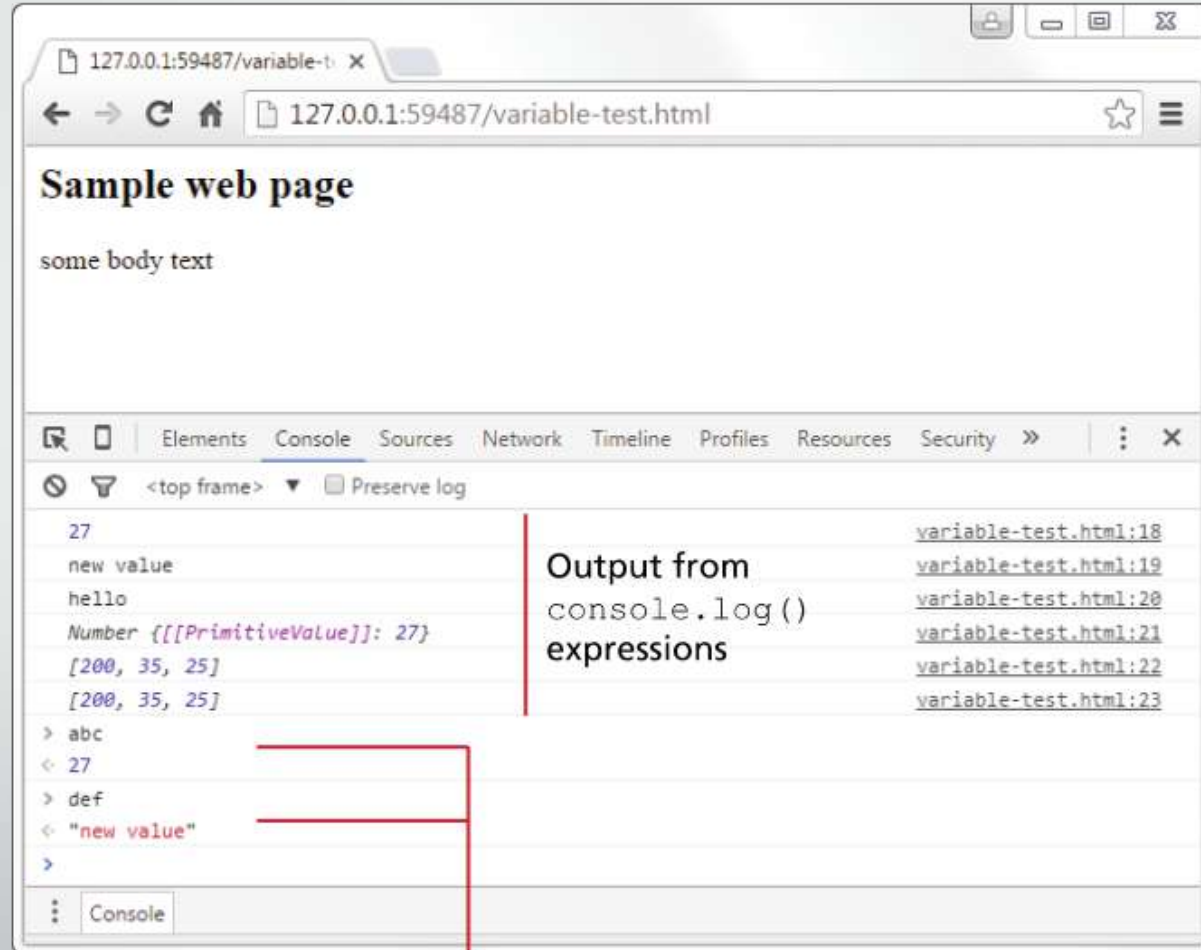 127.0.0.1:59487/variable-t
127.0.0.1:59487/variable-test.html
Sample web page
some body text
Elements Console Sources Network Timeline Profiles Resources Security »
<top frame> ▼ Preserve log
27 variable-test.html:18
new value variable-test.html:19
hello variable-test.html:20
Number {[[PrimitiveValue]]: 27} variable-test.html:21
[200, 35, 25] variable-test.html:22
[200, 35, 25] variable-test.html:23
Output from
console.log()
expressions
> abc
< 27
> def
< "new value"
>
Console